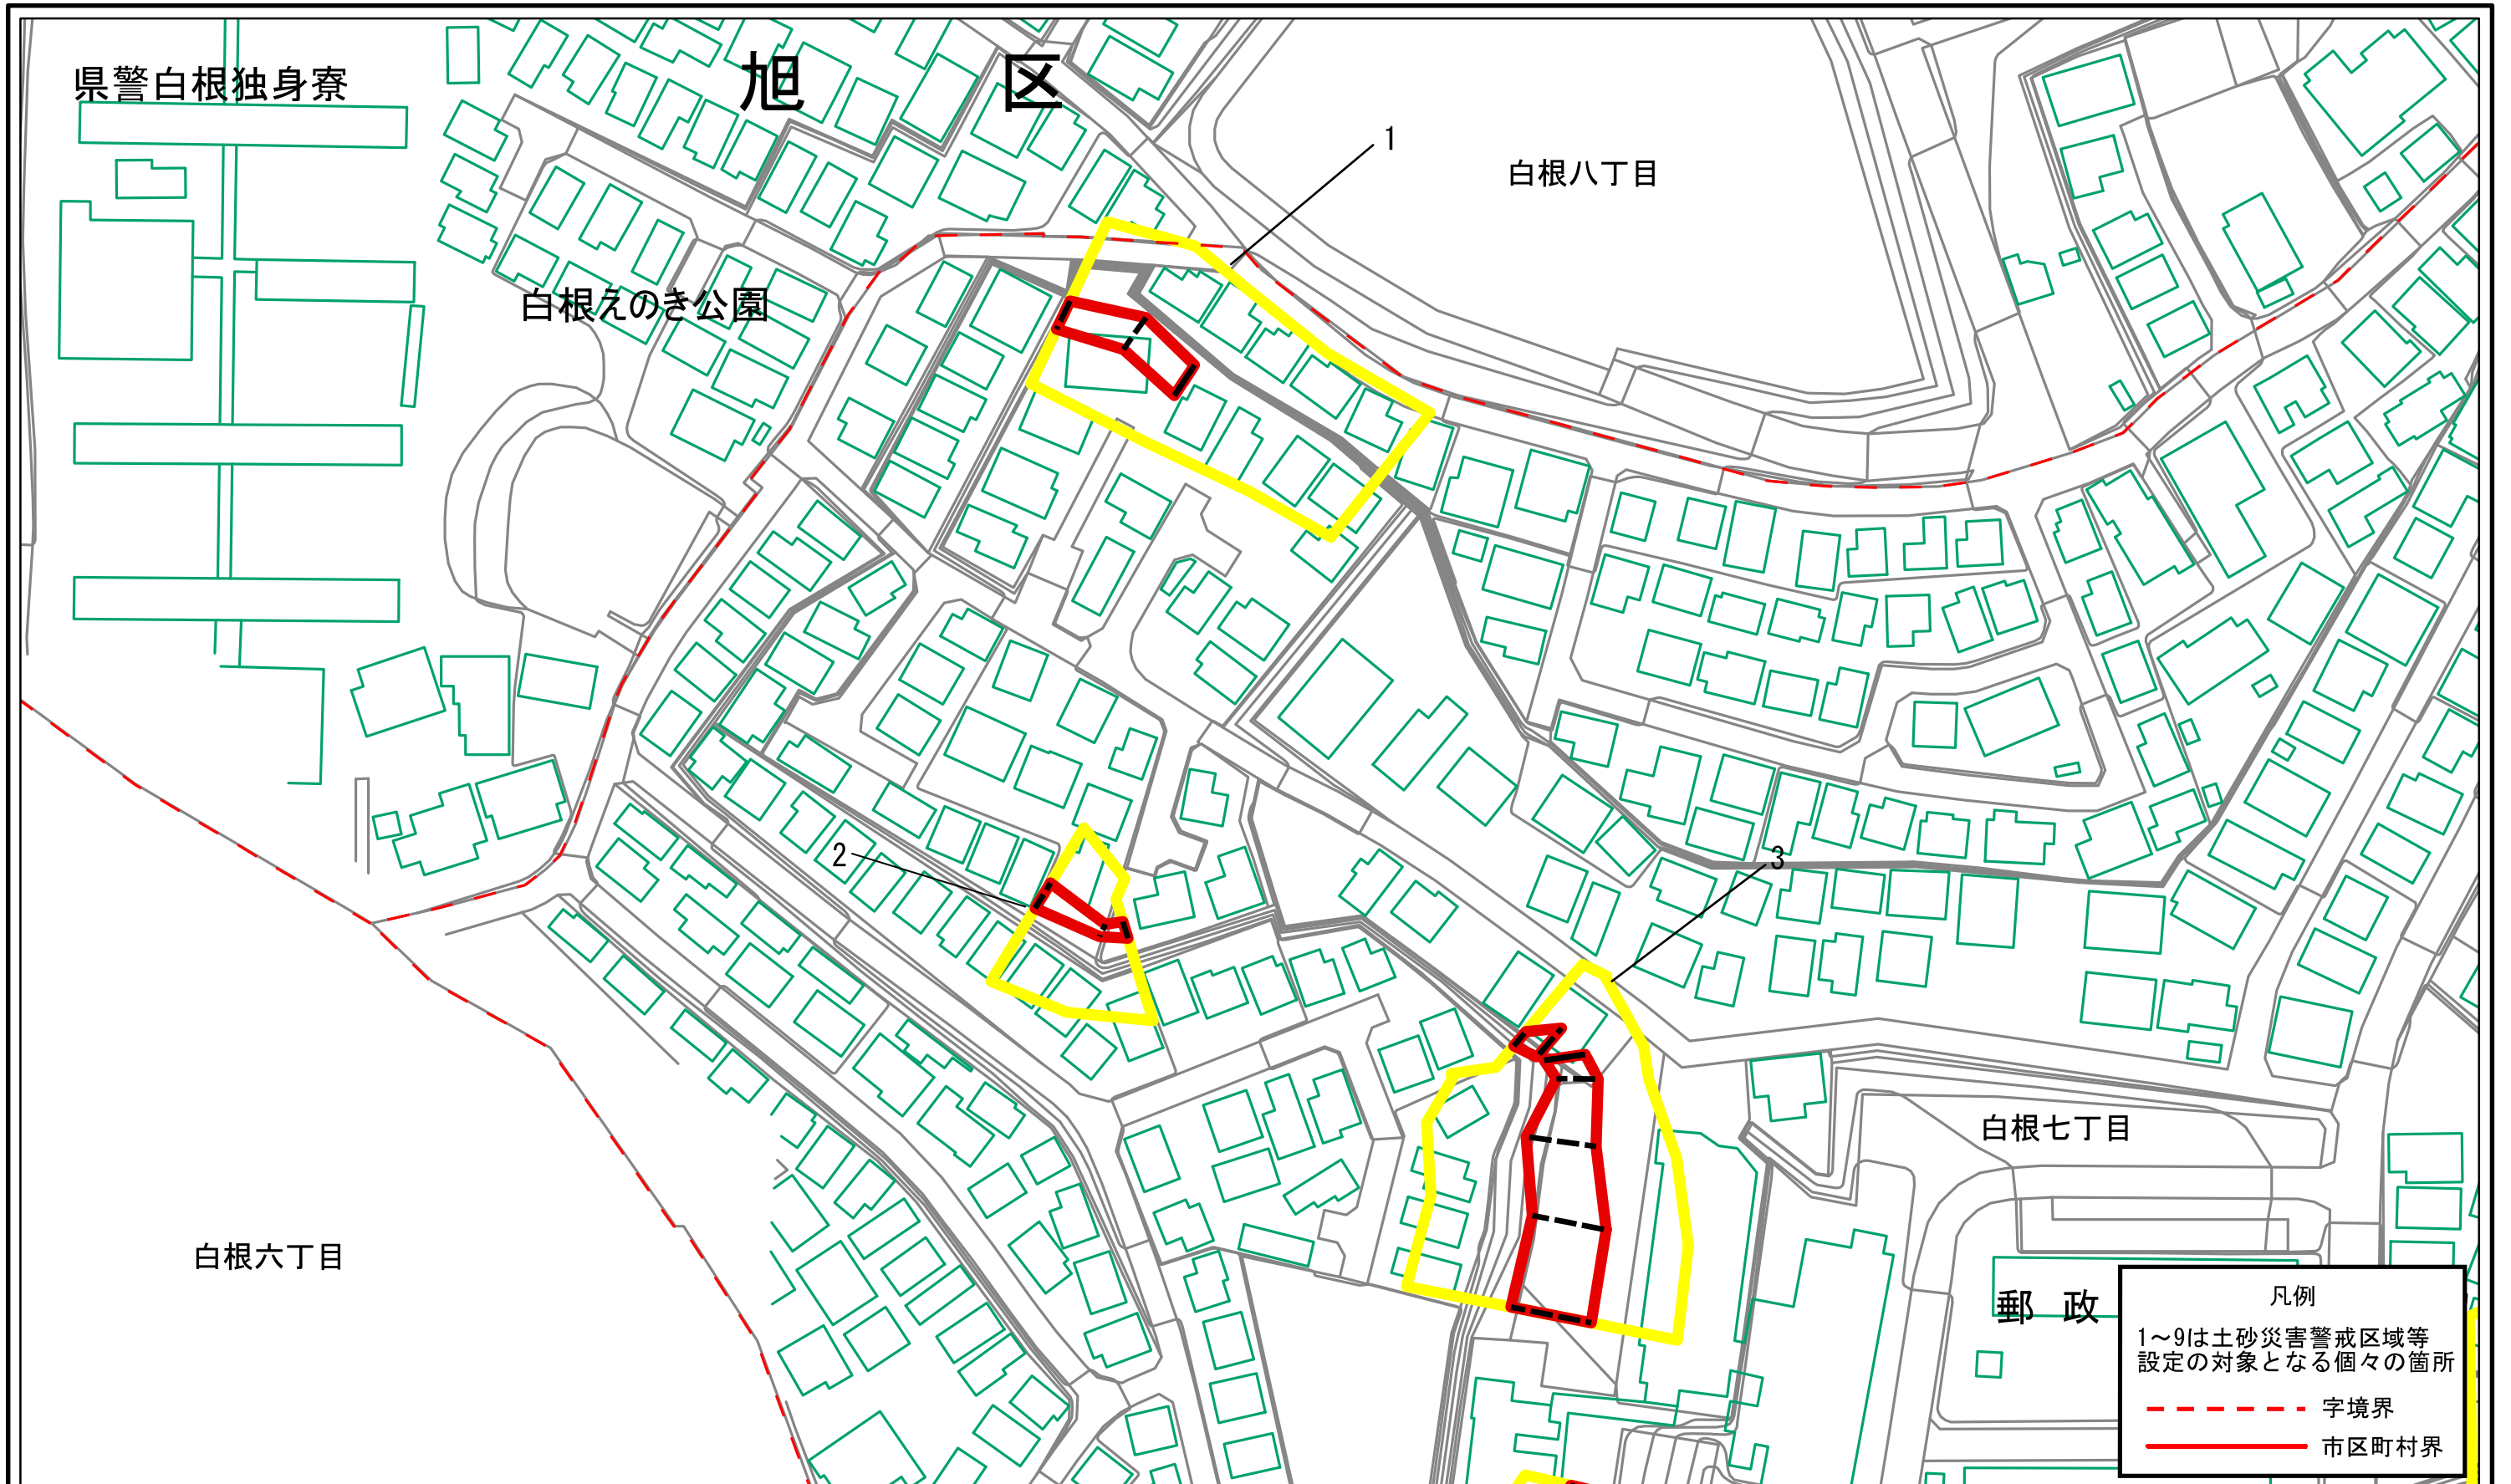 県警白根独身寮
旭区
1
白根八丁目
白根えのき公園
2
3
白根七丁目
白根六丁目
郵政
凡例
1～9は土砂災害警戒区域等
設定の対象となる個々の箇所
字境界
市区町村界